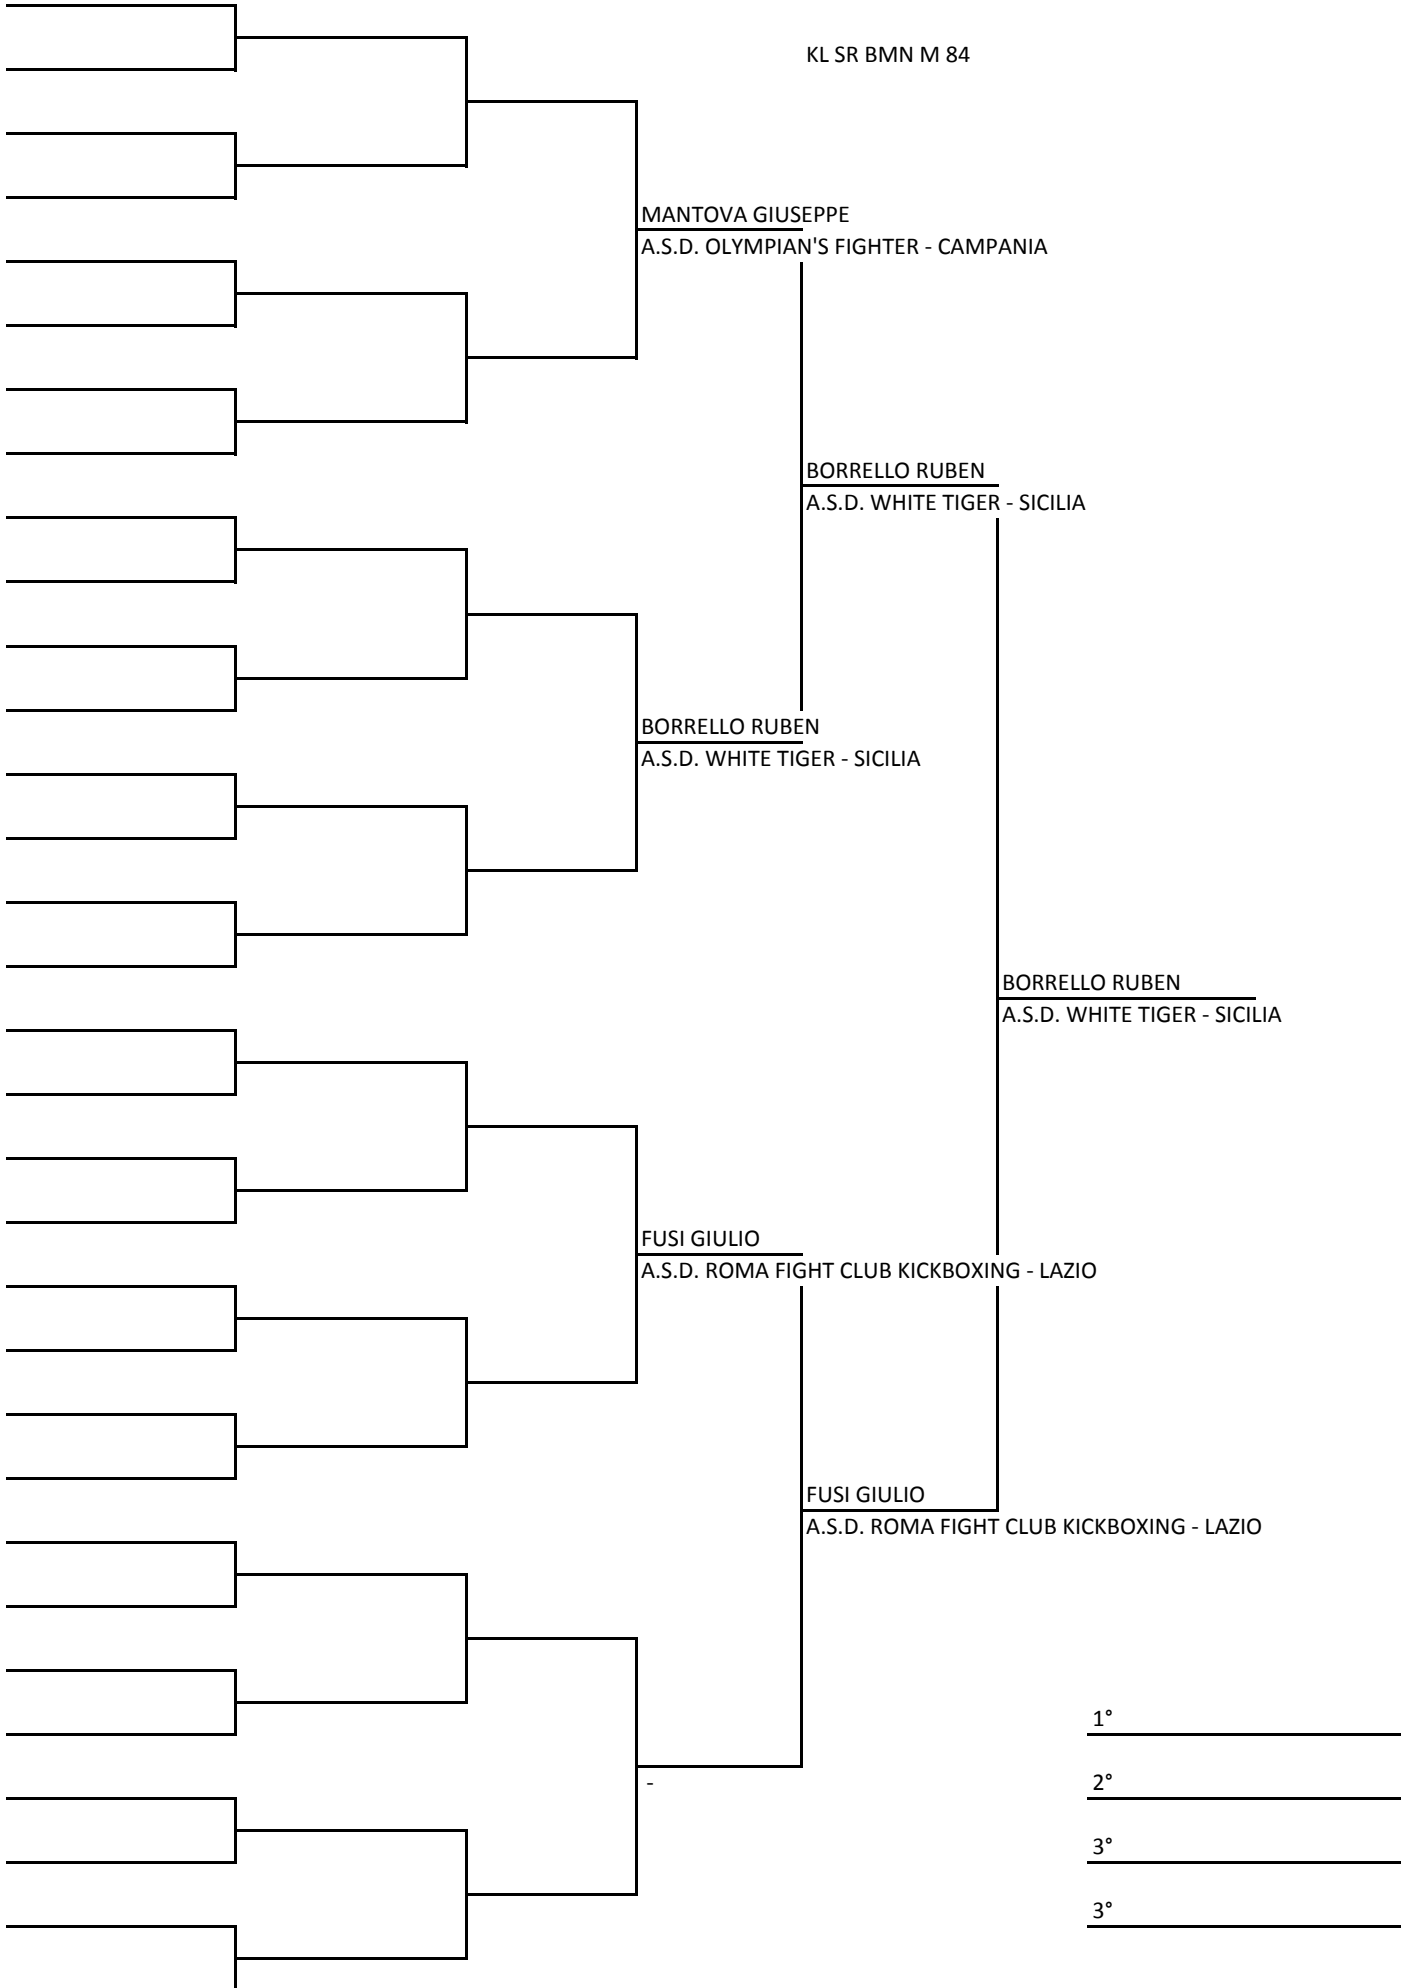 KL SR BMN M 84
MANTOVA GIUSEPPE
A.S.D. OLYMPIAN'S FIGHTER - CAMPANIA
BORRELLO RUBEN
A.S.D. WHITE TIGER - SICILIA
BORRELLO RUBEN
A.S.D. WHITE TIGER - SICILIA
BORRELLO RUBEN
A.S.D. WHITE TIGER - SICILIA
FUSI GIULIO
A.S.D. ROMA FIGHT CLUB KICKBOXING - LAZIO
FUSI GIULIO
A.S.D. ROMA FIGHT CLUB KICKBOXING - LAZIO
1°
-
2°
3°
3°